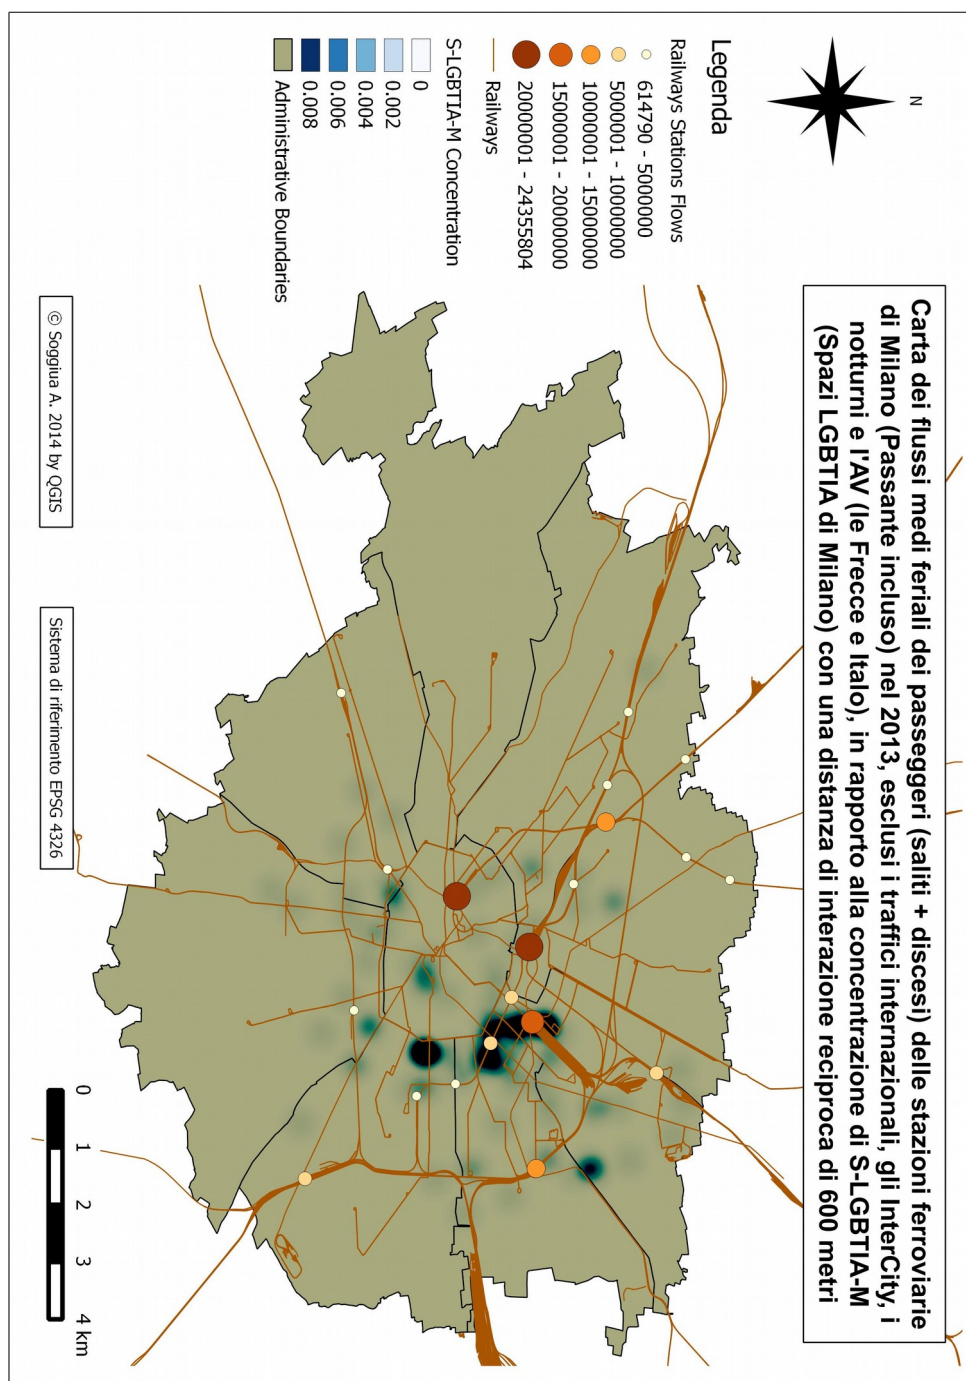 Carta dei flussi medi feriali dei passeggeri (saliti + discesi) delle stazioni ferroviarie
di Milano (Passante incluso) nel 2013, esclusi i traffici internazionali, gli InterCity, i
notturni e l'AV (le Frecce e Italo), in rapporto alla concentrazione di S-LGBTIA-M
(Spazi LGBTIA di Milano) con una distanza di interazione reciproca di 600 metri
N
Legenda
Railways Stations Flows
614790 - 5000000
5000001 - 10000000
10000001 - 15000000
15000001 - 20000000
20000001 - 24355804
Railways
S-LGBTIA-M Concentration
0
0.002
0.004
0.006
0.008
Administrative Boundaries
© Soggiua A. 2014 by QGIS
Sistema di riferimento EPSG 4326
0 1 2 3 4 km